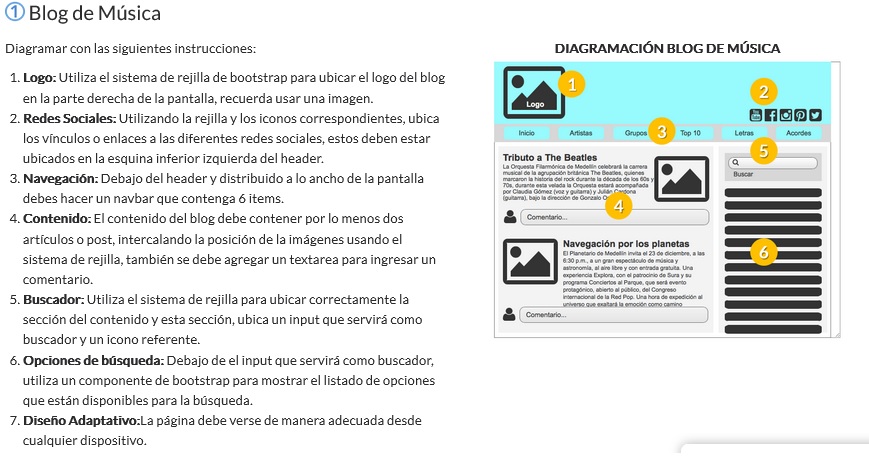 1 Blog de Música
Diagramar con las siguientes instrucciones:
1. Logo: Utiliza el sistema de rejilla de bootstrap para ubicar el logo del blog
en la parte derecha de la pantalla, recuerda usar una imagen.
2. Redes Sociales: Utilizando la rejilla y los iconos correspondientes, ubica
los vínculos o enlaces a las diferentes redes sociales, estos deben estar
ubicados en la esquina inferior izquierda del header.
3. Navegación: Debajo del header y distribuido a lo ancho de la pantalla
debes hacer un navbar que contenga 6 items.
4. Contenido: El contenido del blog debe contener por lo menos dos
artículos o post, intercalando la posición de la imágenes usando el
sistema de rejilla, también se debe agregar un textarea para ingresar un
comentario.
5. Buscador: Utiliza el sistema de rejilla para ubicar correctamente la
sección del contenido y esta sección, ubica un input que servirá como
buscador y un icono referente.
6. Opciones de búsqueda: Debajo de el input que servirá como buscador,
utiliza un componente de bootstrap para mostrar el listado de opciones
que están disponibles para la búsqueda.
7. Diseño Adaptativo:La página debe verse de manera adecuada desde
cualquier dispositivo.
DIAGRAMACIÓN BLOG DE MÚSICA
Logo
1
2
You Tube
Inicio Artistas Grupos 3 Top 10 Letras Acordes
Tributo a The Beatles
La Orquesta Filarmónica de Medellín celebrará la carrera
musical de la agrupación británica The Beatles, quienes
marcaron la historia del rock durante la década de los 60s y
70s, durante esta velada la Orquesta estará acompañada
por Claudia Gómez (voz y guitarra) y Julián Cardona
(guitarra), bajo la dirección de Gonzalo
4
Comentario...
Navegación por los planetas
El Planetario de Medellín invita el 23 de diciembre, a las
6:30 p.m., a un gran espectáculo de música y
astronomía, al aire libre y con entrada gratuita. Una
experiencia Explora, con el patrocinio de Sura y su
programa Conciertos al Parque, que será evento
protagónico, abierto al público, del Congreso
internacional de la Red Pop. Una hora de expedición al
universo que exaltará la emoción como camino
Comentario...
5
Buscar
6